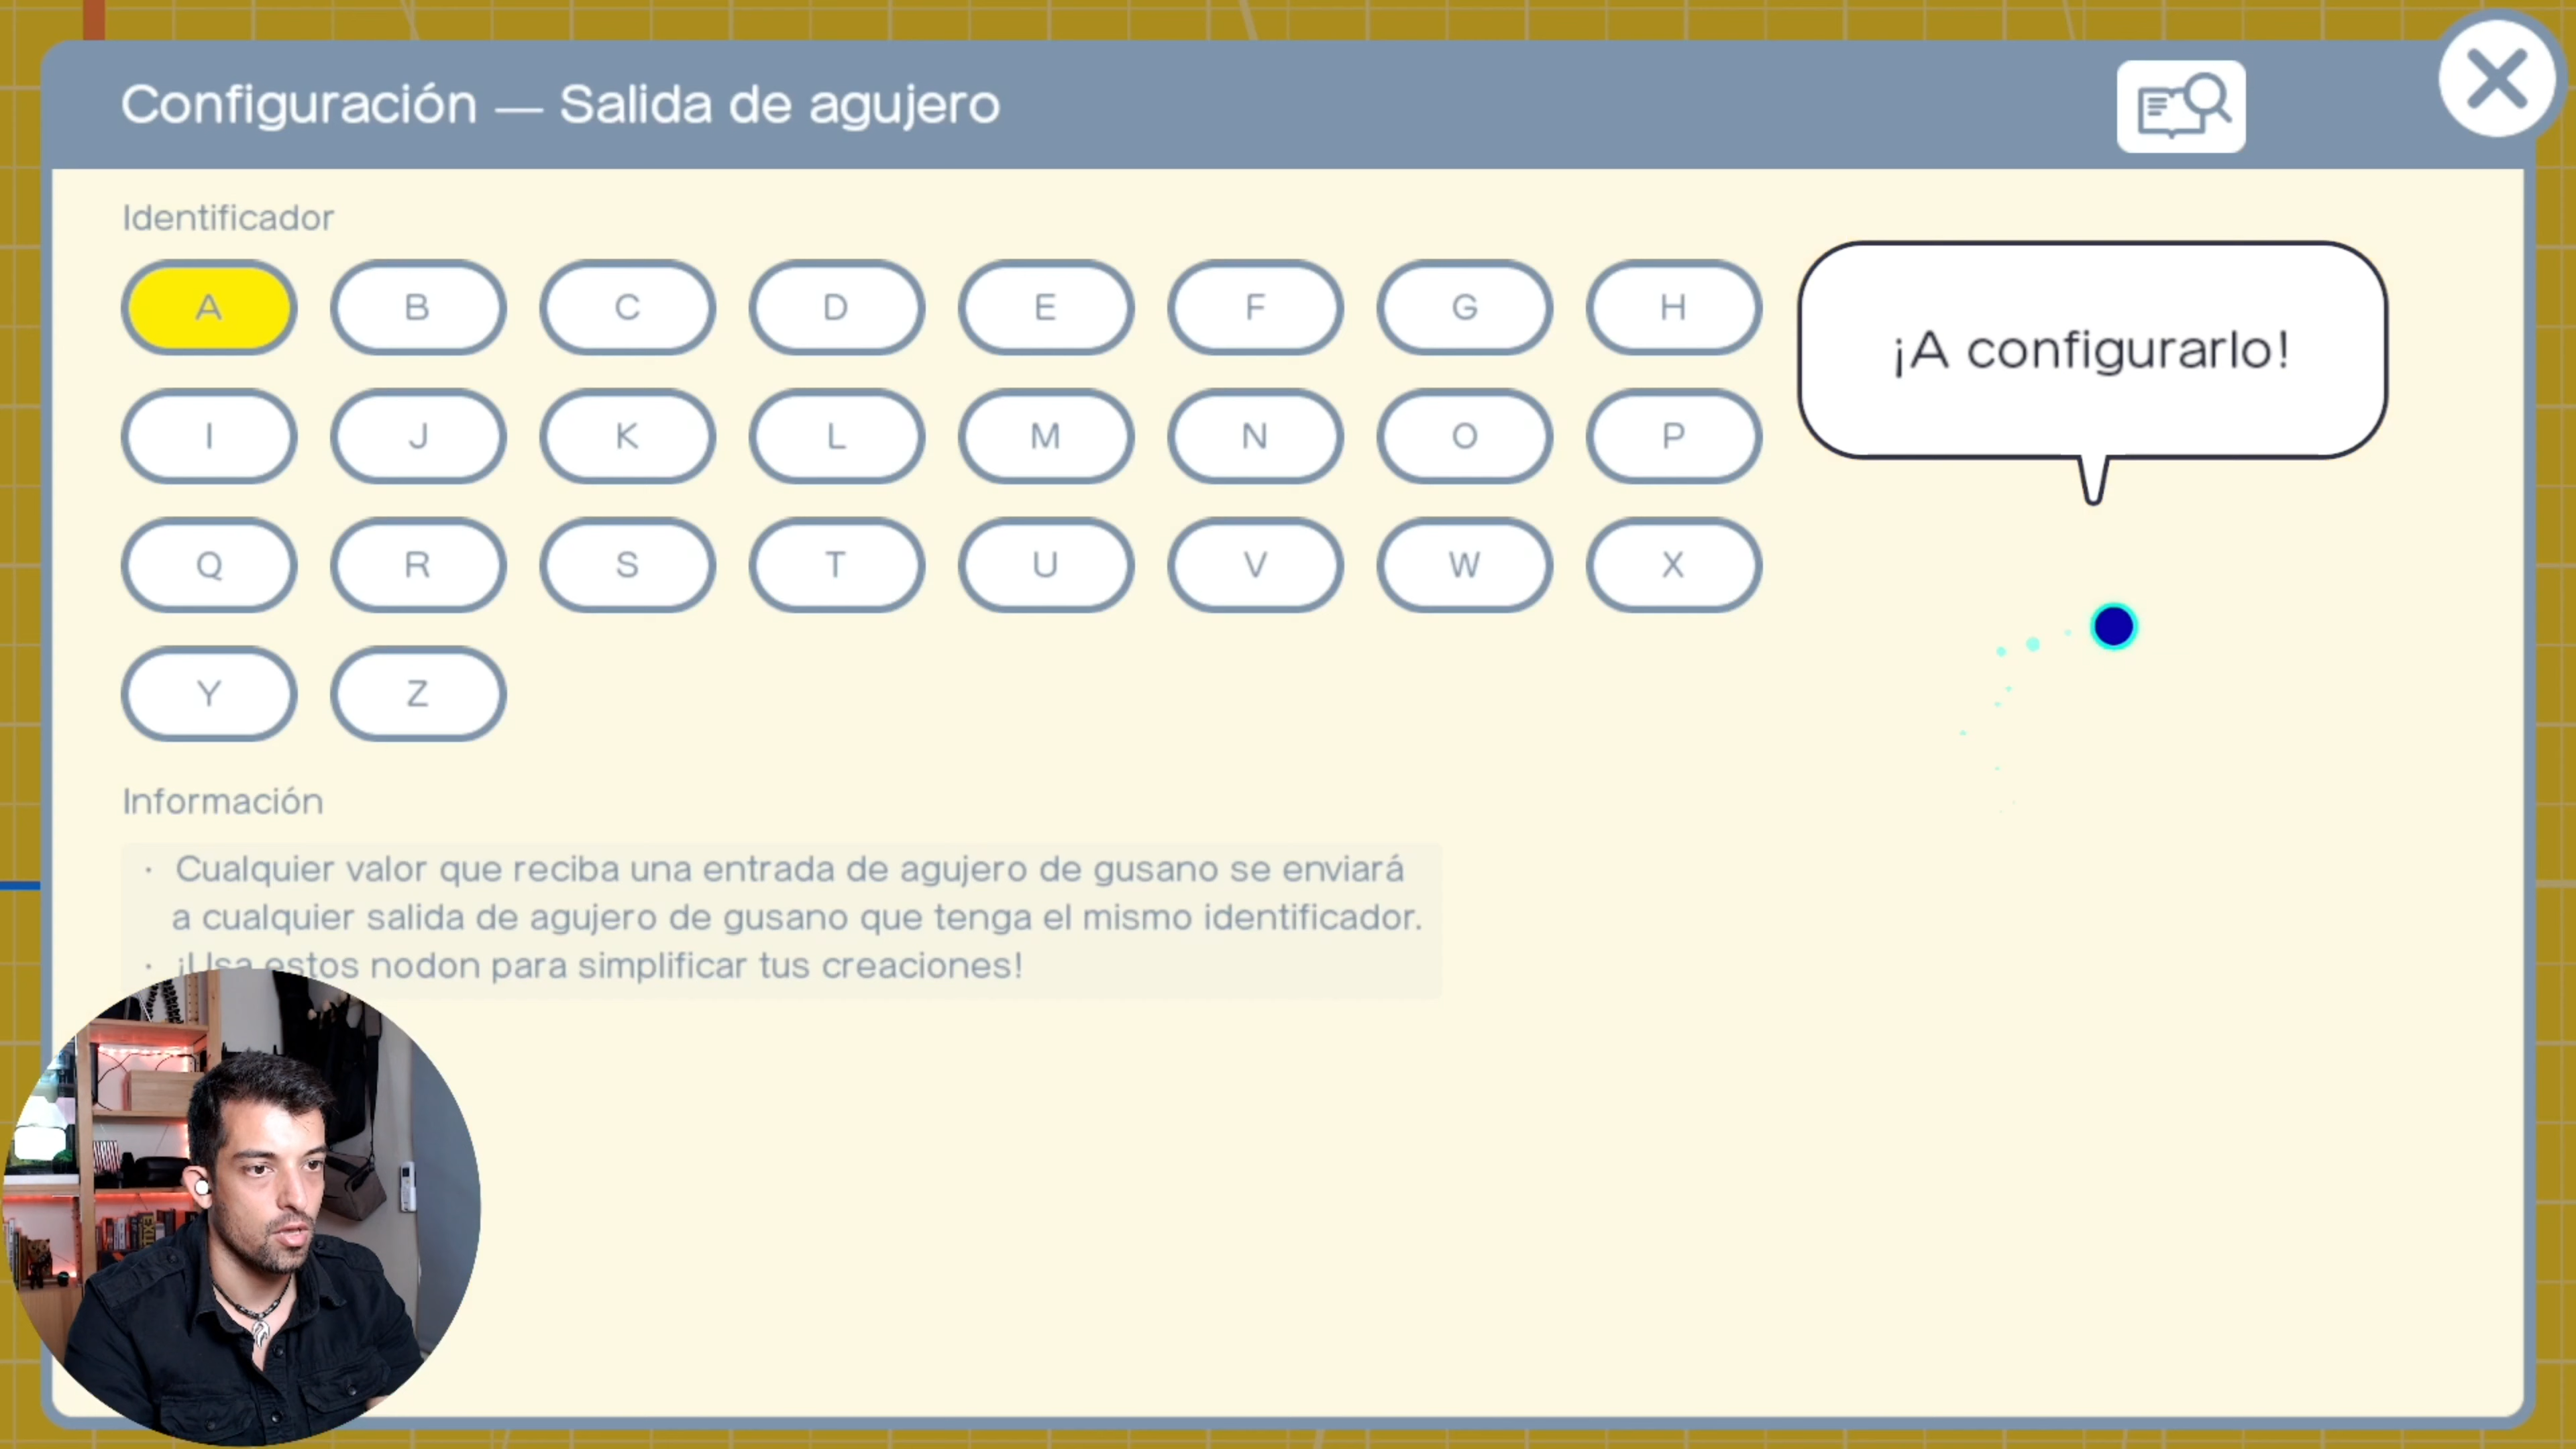 Configuración — Salida de agujero
Identificador
A B C D E F G H
¡A configurarlo!
I J K L M N O P
Q R S T U V W X
Y Z
Información
· Cualquier valor que reciba una entrada de agujero de gusano se enviará
a cualquier salida de agujero de gusano que tenga el mismo identificador.
· ¡Usa estos nodon para simplificar tus creaciones!